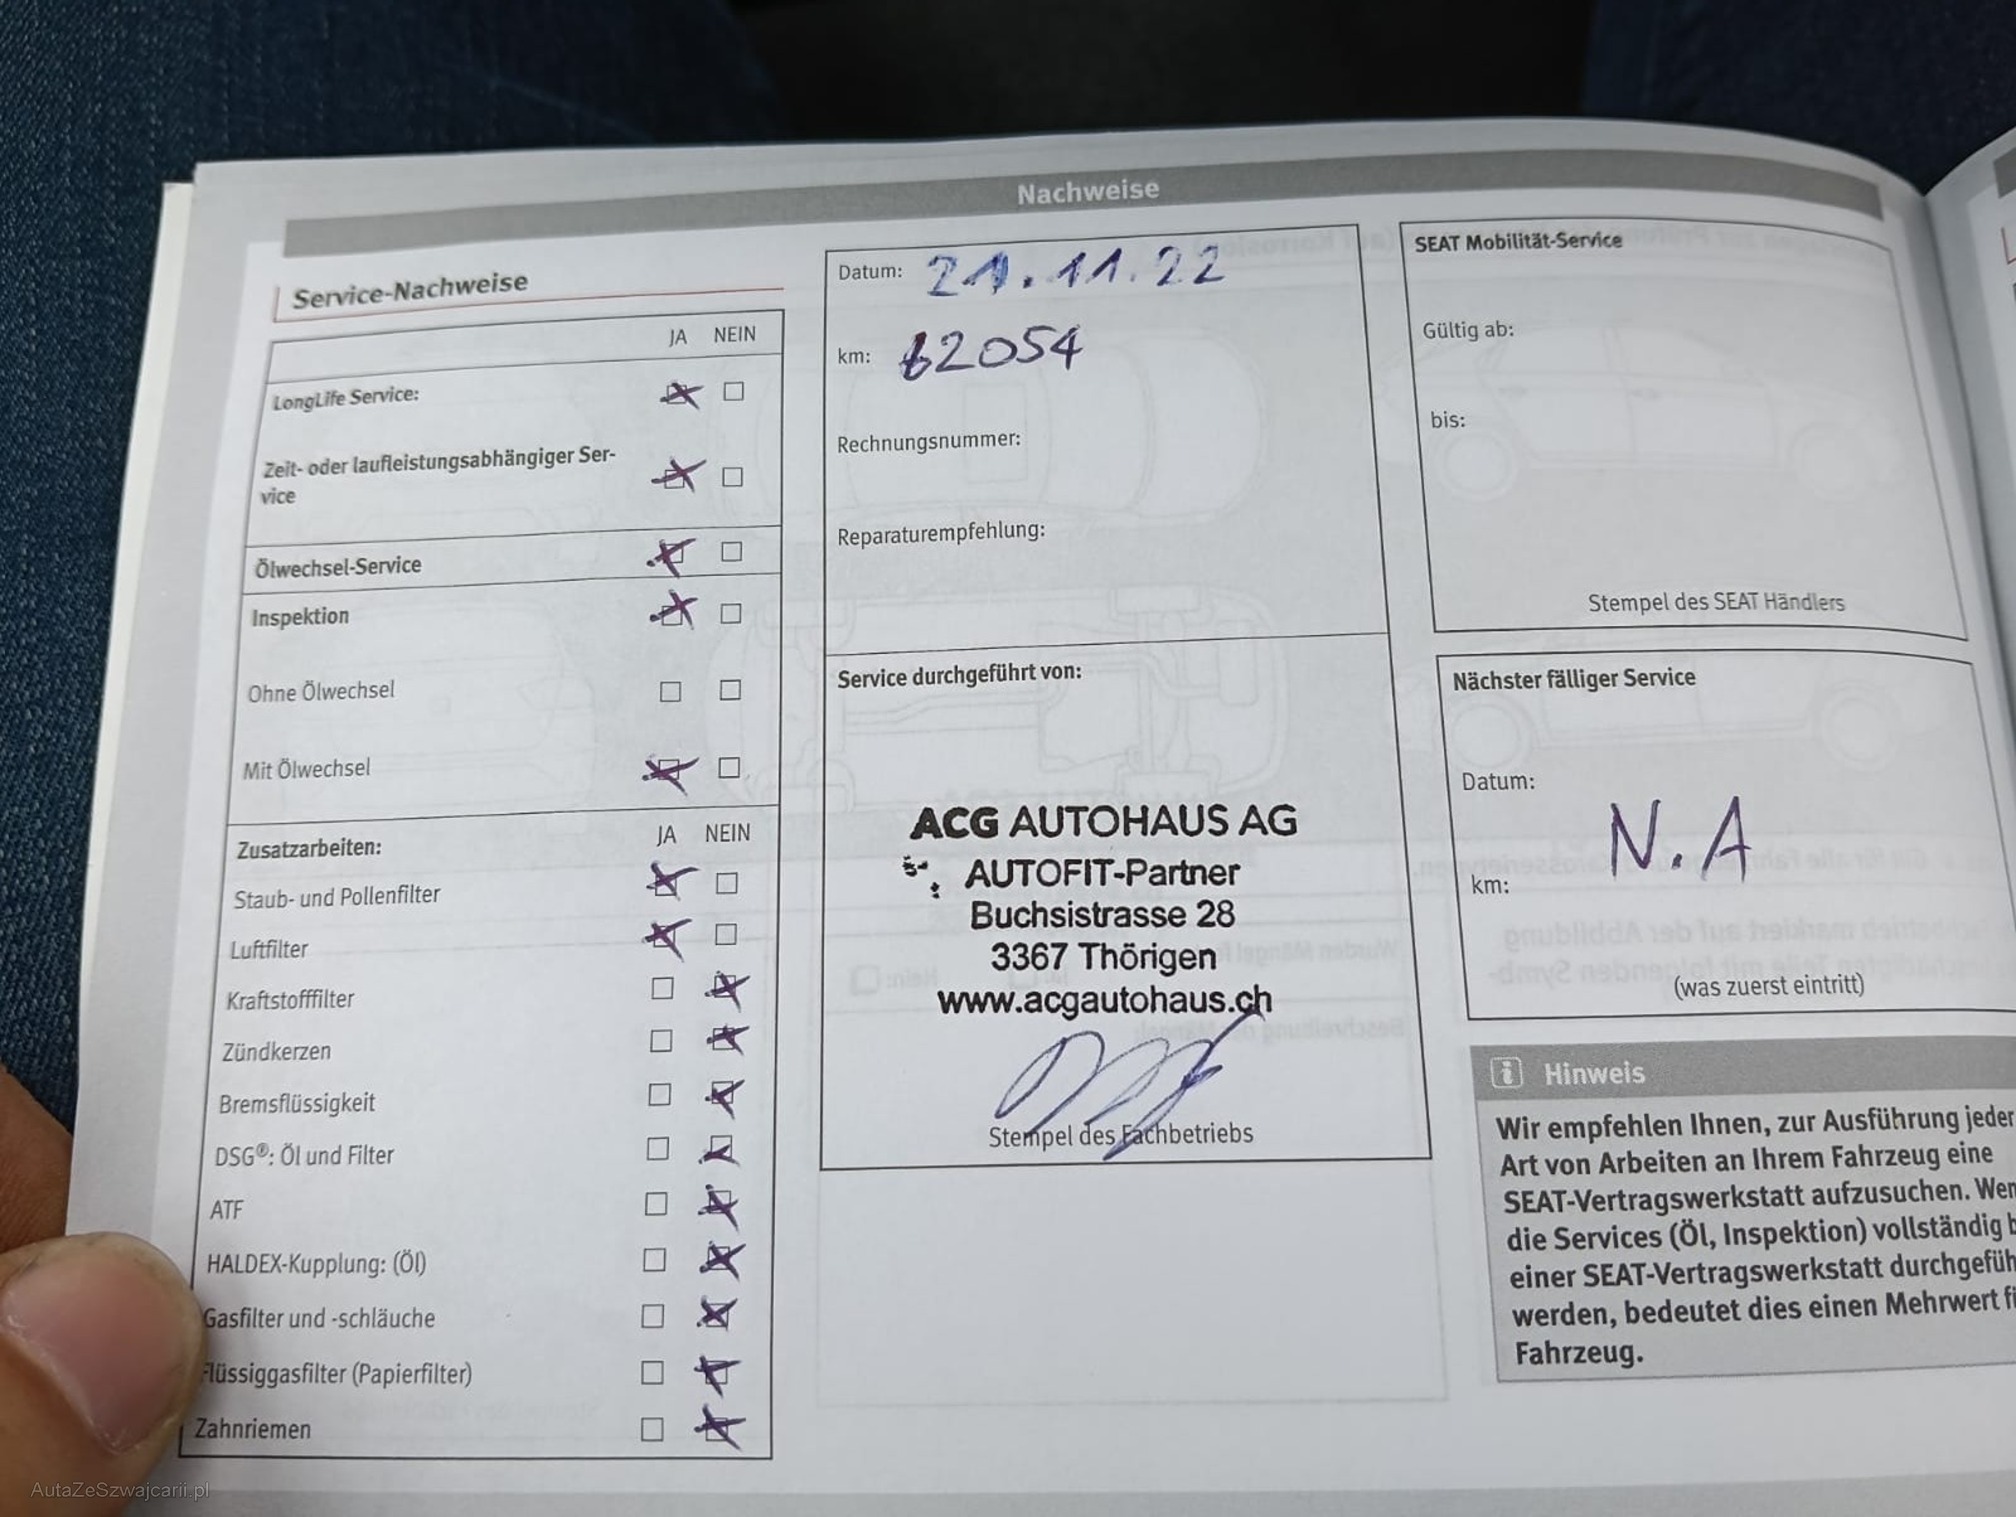 Nachweise
Service-Nachweise
JA NEIN
LongLife Service:
Zeit- oder laufleistungsabhängiger Ser-
vice
Ölwechsel-Service
Inspektion
Ohne Ölwechsel
Mit Ölwechsel
Zusatzarbeiten: JA NEIN
Staub- und Pollenfilter
Luftfilter
Kraftstofffilter
Zündkerzen
Bremsflüssigkeit
DSG®: Öl und Filter
ATF
HALDEX-Kupplung: (Öl)
Gasfilter und -schläuche
Flüssiggasfilter (Papierfilter)
Zahnriemen
Datum: 21.11.22
km: 62054
Rechnungsnummer:
Reparaturempfehlung:
Service durchgeführt von:
ACG AUTOHAUS AG
AUTOFIT-Partner
Buchsistrasse 28
3367 Thörigen
www.acgautohaus.ch
Stempel des Fachbetriebs
SEAT Mobilität-Service
Gültig ab:
bis:
Stempel des SEAT Händlers
Nächster fälliger Service
Datum:
N.A
km:
(was zuerst eintritt)
Hinweis
Wir empfehlen Ihnen, zur Ausführung jeder
Art von Arbeiten an Ihrem Fahrzeug eine
SEAT-Vertragswerkstatt aufzusuchen. Wen
die Services (Öl, Inspektion) vollständig b
einer SEAT-Vertragswerkstatt durchgefüh
werden, bedeutet dies einen Mehrwert fü
Fahrzeug.
AutaZeSzwajcarii.pl